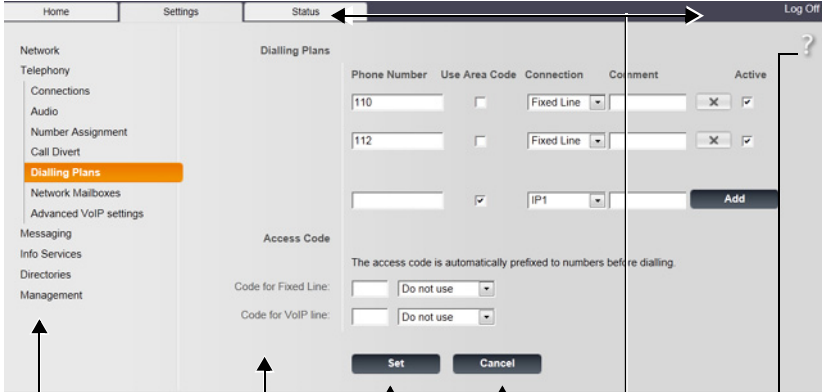 Home Settings Status Log Off
?
Network
Telephony
Connections
Audio
Number Assignment
Call Divert
Dialling Plans
Network Mailboxes
Advanced VoIP settings
Messaging
Info Services
Directories
Management
Dialling Plans
Phone Number Use Area Code Connection Comment Active
110 Fixed Line
112 Fixed Line
IP1 Add
Access Code
The access code is automatically prefixed to numbers before dialling.
Code for Fixed Line: Do not use
Code for VoIP line: Do not use
Set Cancel